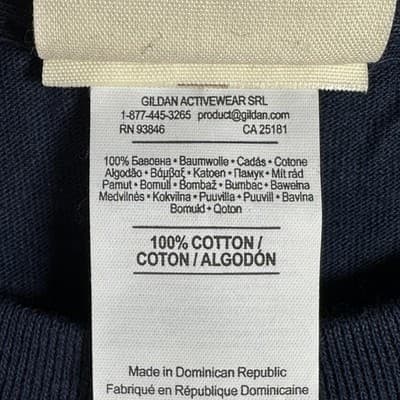 GILDAN ACTIVEWEAR SRL
1-877-445-3265 product@gildan.com
RN 93846 CA 25181
100% Бавовна • Baumwolle • Cadás • Cotone
Algodão • Βάμβαξ • Katoen • Памук • Mít rád
Pamut • Bomull • Bombaž • Bumbac • Bawełna
Medvilnės • Kokvilna • Puuvilla • Puuvill • Bavlna
Bomuld • Qoton
100% COTTON /
COTON / ALGODÓN
Made in Dominican Republic
Fabriqué en République Dominicaine